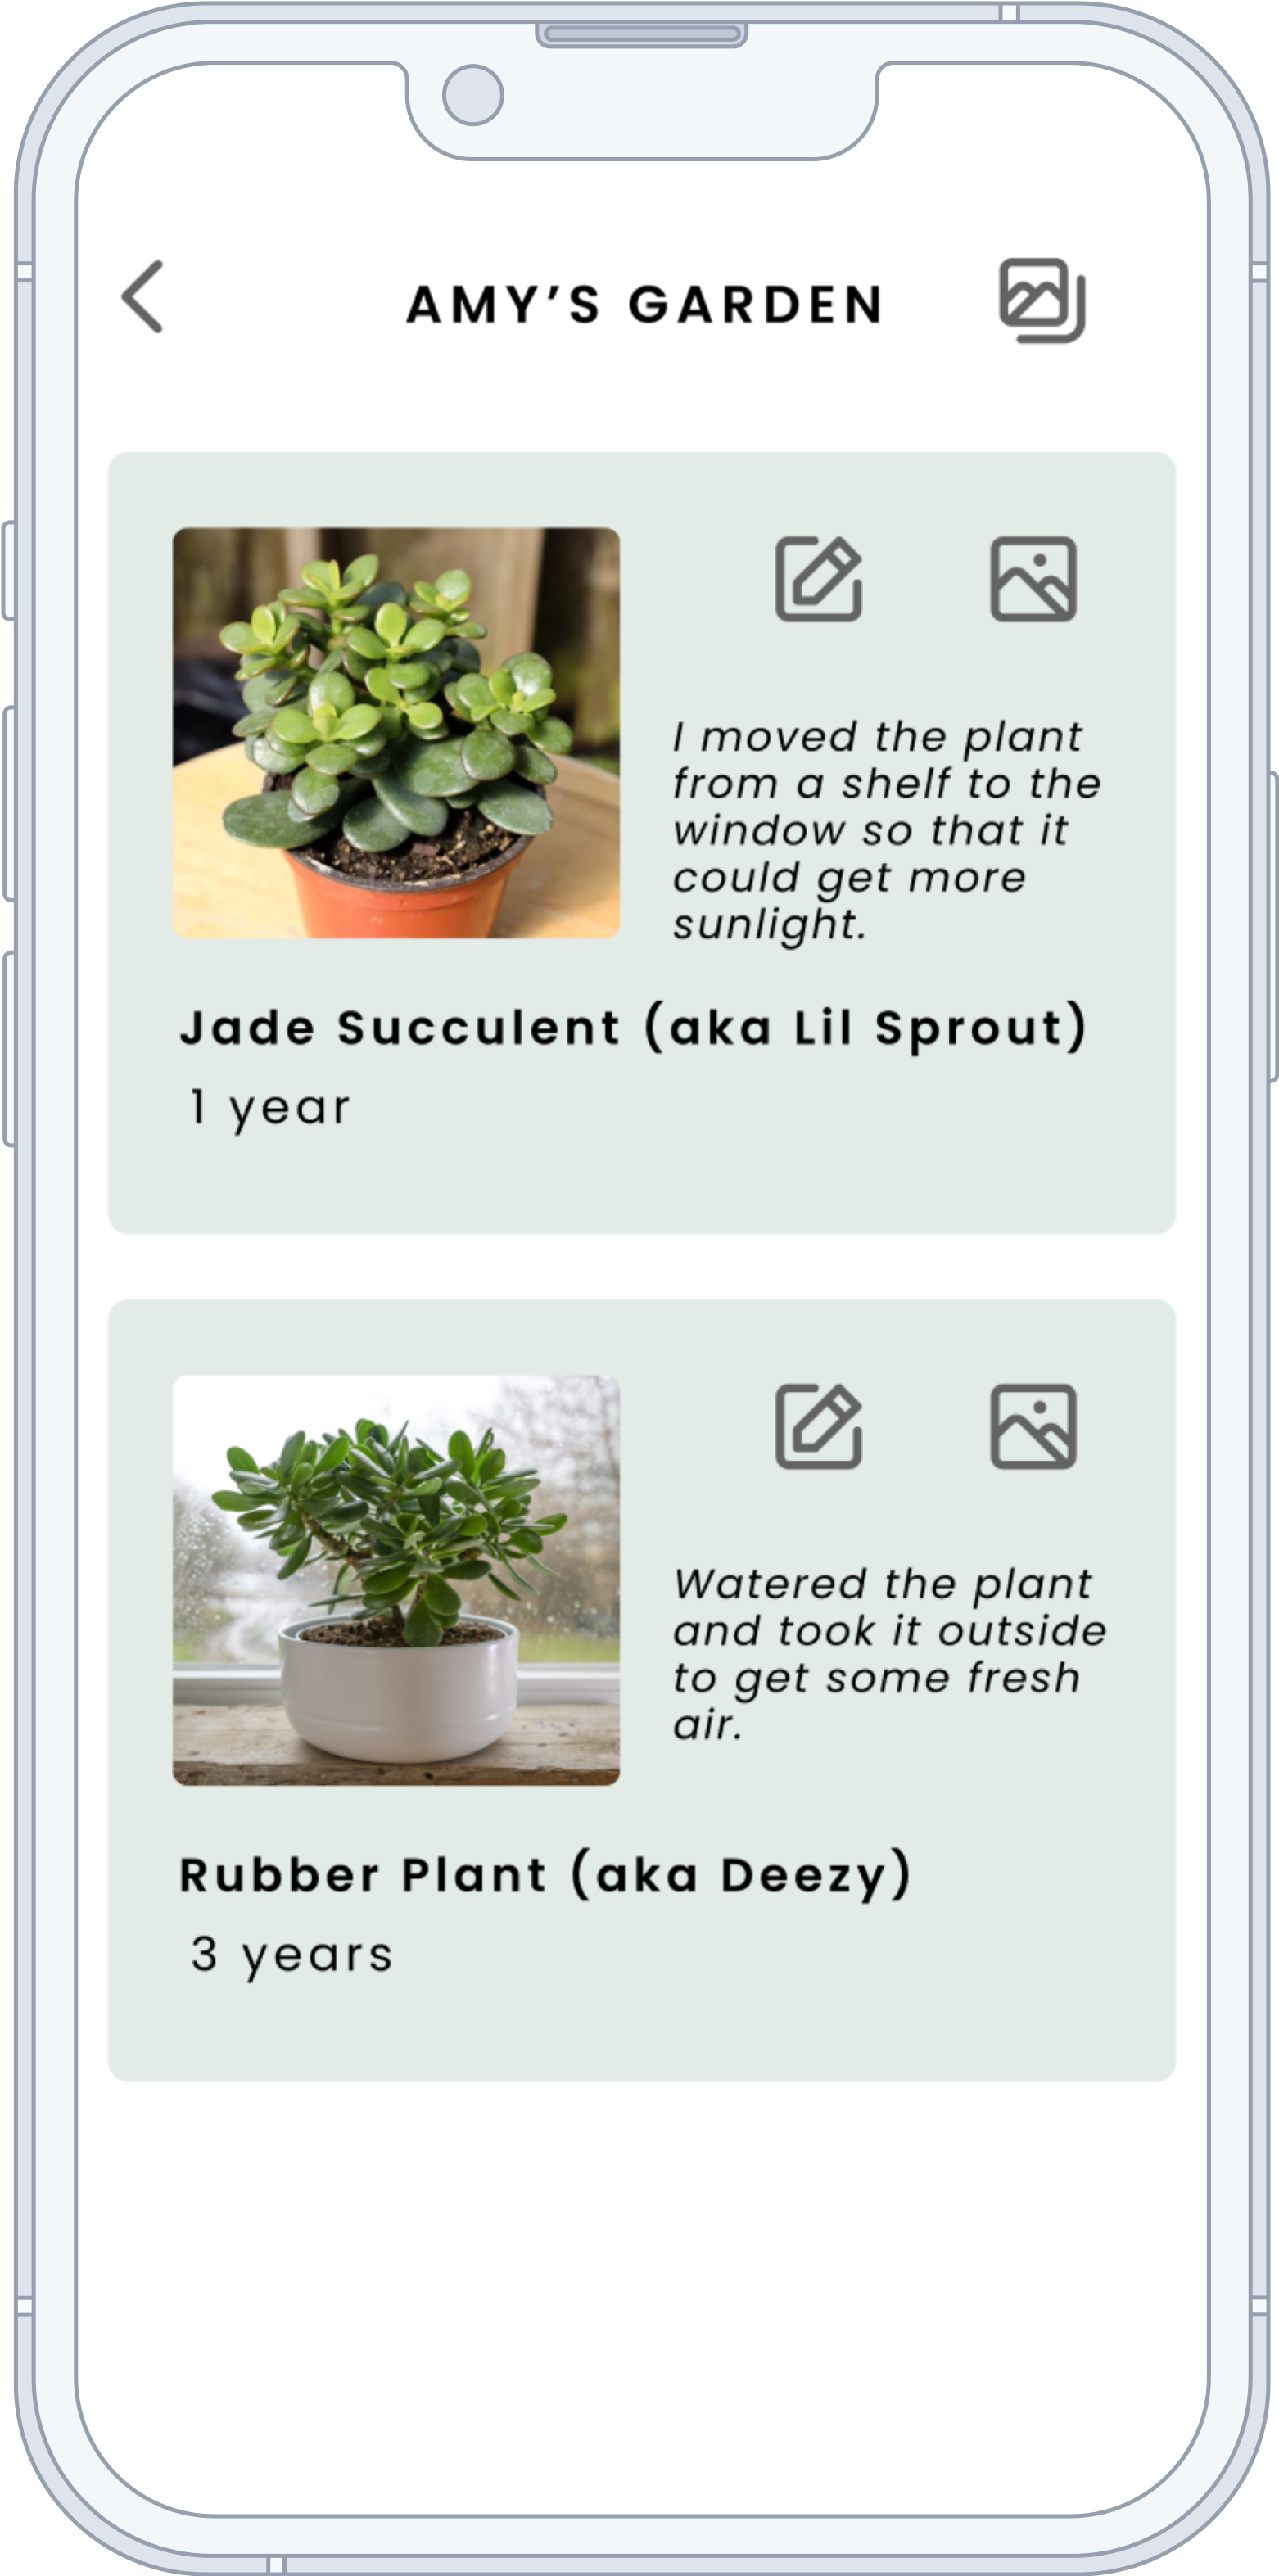 AMY’S GARDEN
I moved the plant
from a shelf to the
window so that it
could get more
sunlight.
Jade Succulent (aka Lil Sprout)
1 year
Watered the plant
and took it outside
to get some fresh
air.
Rubber Plant (aka Deezy)
3 years